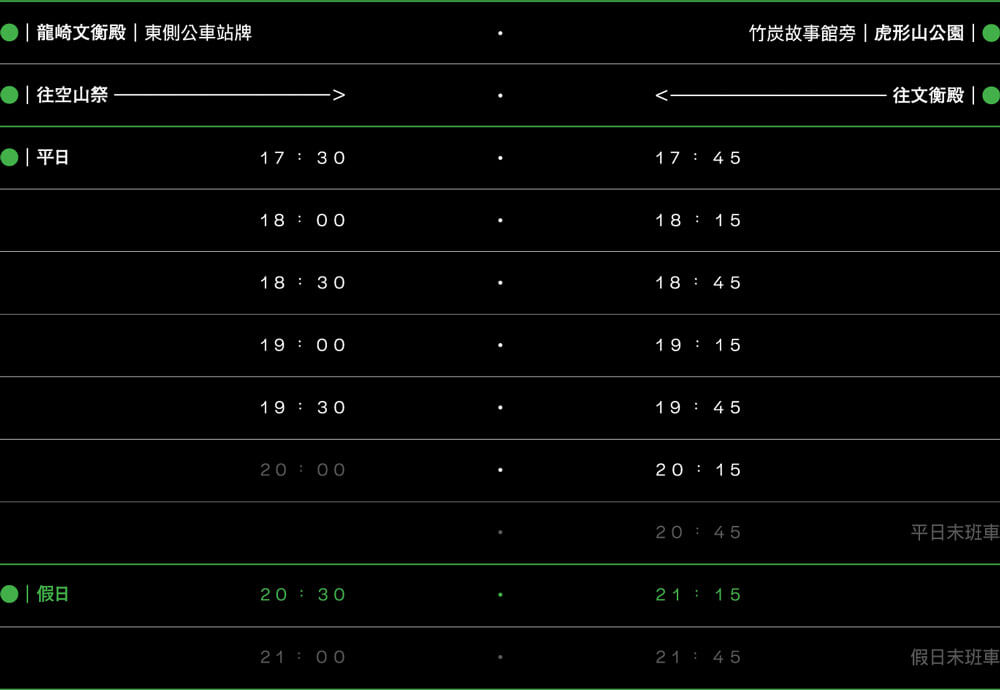 龍崎文衡殿｜東側公車站牌 • 竹炭故事館旁｜虎形山公園
往空山祭 ————> • <———— 往文衡殿
平日 17：30 • 17：45
18：00 • 18：15
18：30 • 18：45
19：00 • 19：15
19：30 • 19：45
20：00 • 20：15
• 20：45 平日末班車
假日 20：30 • 21：15
21：00 • 21：45 假日末班車